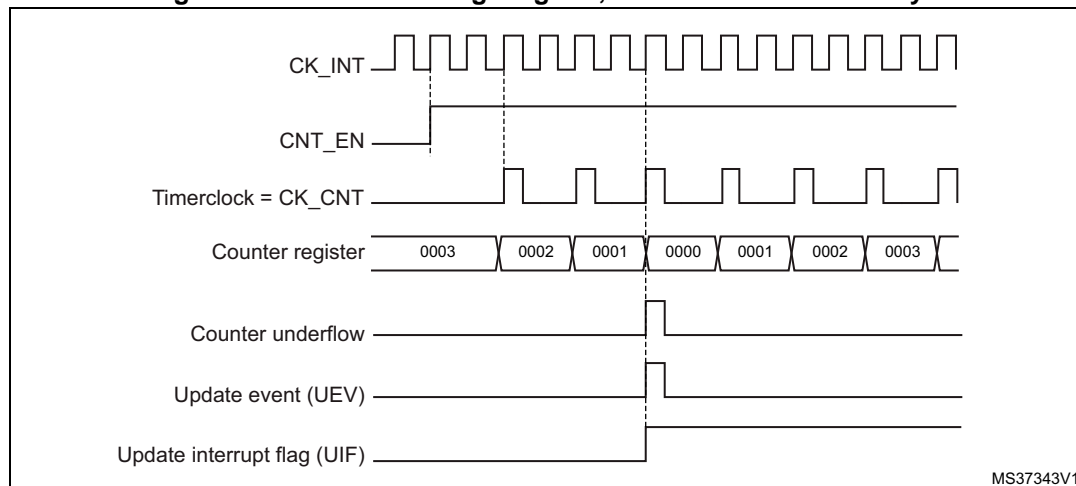 CK_INT
CNT_EN
Timerclock = CK_CNT
Counter register 0003 0002 0001 0000 0001 0002 0003
Counter underflow
Update event (UEV)
Update interrupt flag (UIF)
MS37343V1